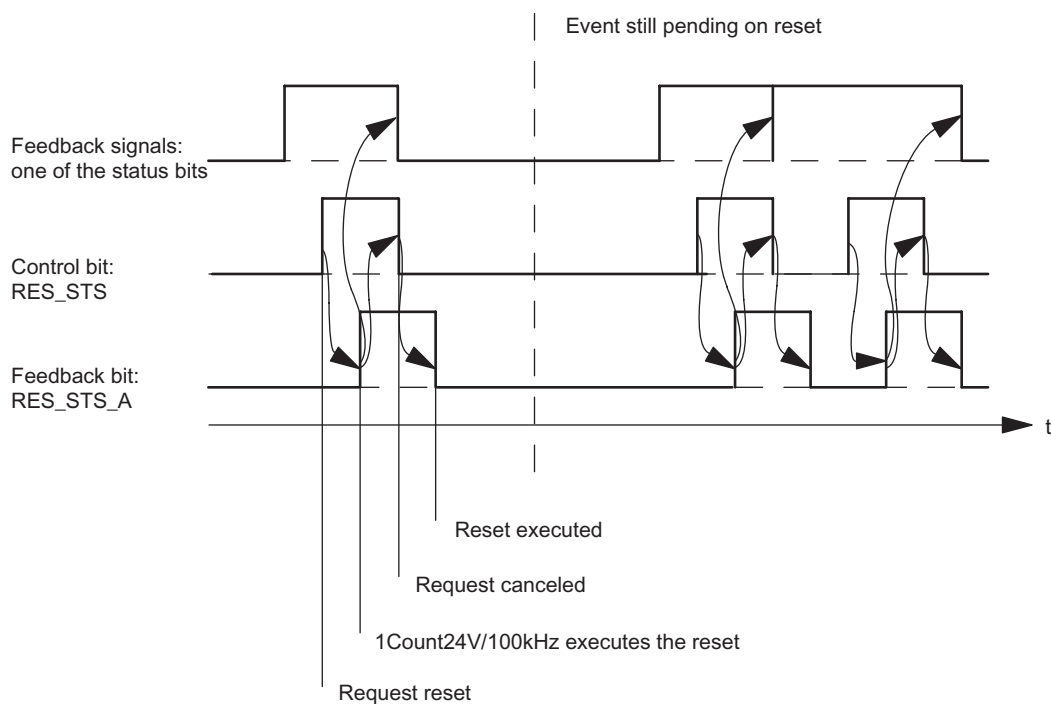 Event still pending on reset
Feedback signals:
one of the status bits
Control bit:
RES_STS
Feedback bit:
RES_STS_A
t
Reset executed
Request canceled
1Count24V/100kHz executes the reset
Request reset